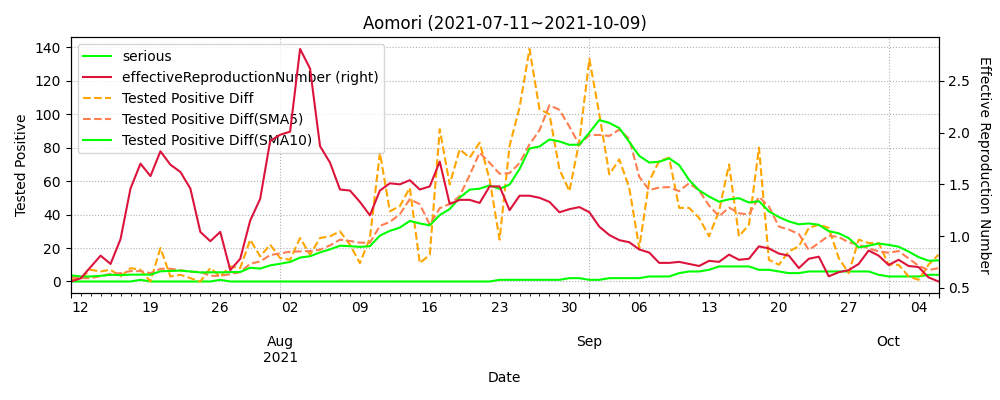 Aomori (2021-07-11~2021-10-09)
serious
effectiveReproductionNumber (right)
Tested Positive Diff
Tested Positive Diff(SMA5)
Tested Positive Diff(SMA10)
140
120
100
80
60
40
20
0
Tested Positive
2.5
2.0
1.5
1.0
0.5
Effective Reproduction Number
12 19 26 02 09 16 23 30 06 13 20 27 04
Aug Sep Oct
2021
Date